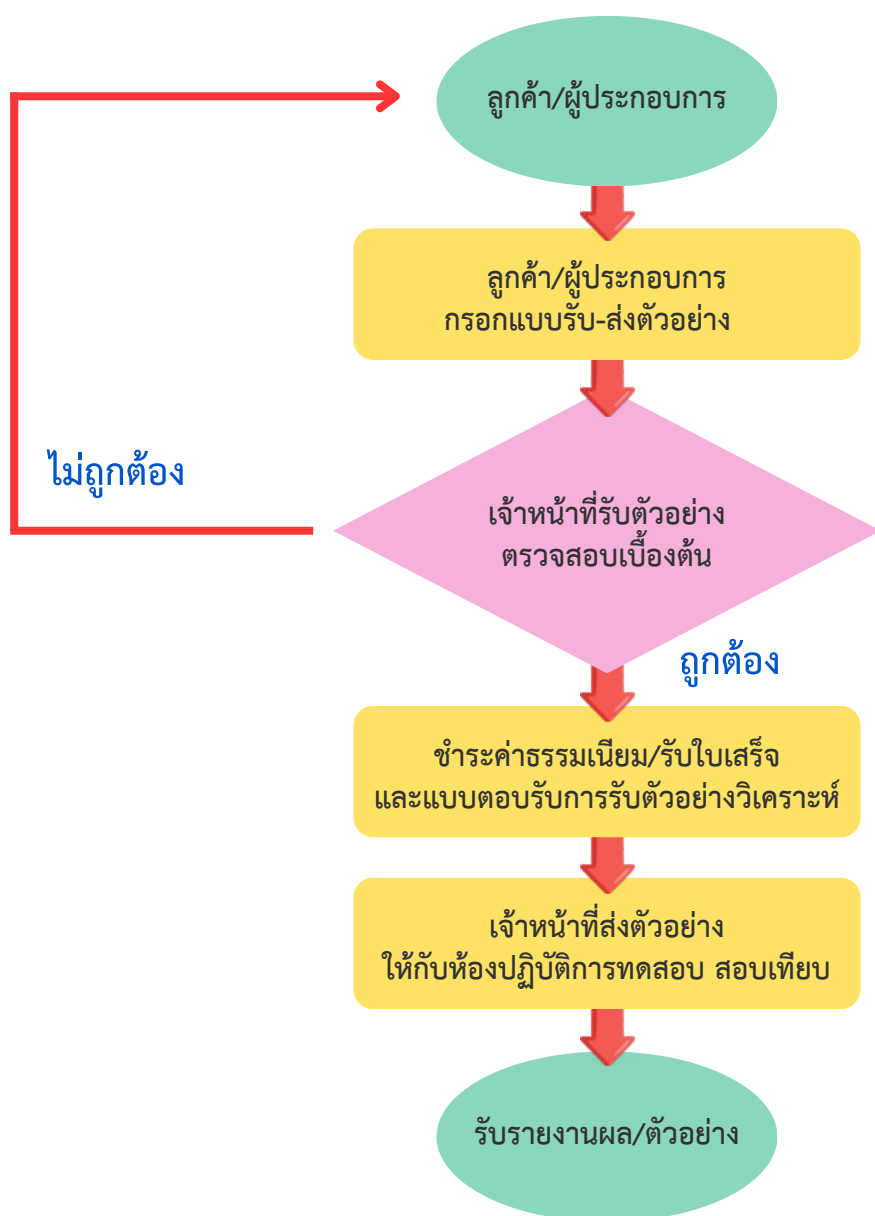 ลูกค้า/ผู้ประกอบการ
ลูกค้า/ผู้ประกอบการ
กรอกแบบรับ-ส่งตัวอย่าง
ไม่ถูกต้อง
เจ้าหน้าที่รับตัวอย่าง
ตรวจสอบเบื้องต้น
ถูกต้อง
ชำระค่าธรรมเนียม/รับใบเสร็จ
และแบบตอบรับการรับตัวอย่างวิเคราะห์
เจ้าหน้าที่ส่งตัวอย่าง
ให้กับห้องปฏิบัติการทดสอบ สอบเทียบ
รับรายงานผล/ตัวอย่าง